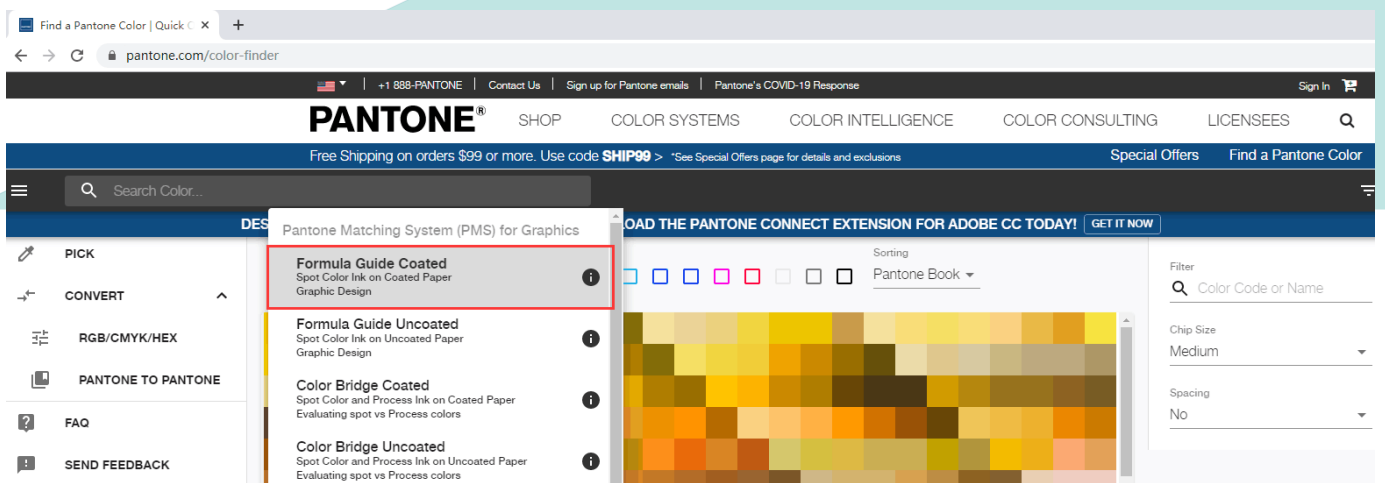 Find a Pantone Color | Quick C
pantone.com/color-finder
+1 888-PANTONE | Contact Us | Sign up for Pantone emails | Pantone's COVID-19 Response
Sign In
PANTONE®
SHOP
COLOR SYSTEMS
COLOR INTELLIGENCE
COLOR CONSULTING
LICENSEES
Free Shipping on orders $99 or more. Use code SHIP99 > *See Special Offers page for details and exclusions
Special Offers
Find a Pantone Color
Search Color...
OAD THE PANTONE CONNECT EXTENSION FOR ADOBE CC TODAY!
GET IT NOW
PICK
CONVERT
RGB/CMYK/HEX
PANTONE TO PANTONE
FAQ
SEND FEEDBACK
Pantone Matching System (PMS) for Graphics
Formula Guide Coated
Spot Color Ink on Coated Paper
Graphic Design
Formula Guide Uncoated
Spot Color Ink on Uncoated Paper
Graphic Design
Color Bridge Coated
Spot Color and Process Ink on Coated Paper
Evaluating spot vs Process colors
Color Bridge Uncoated
Spot Color and Process Ink on Uncoated Paper
Evaluating spot vs Process colors
Sorting
Pantone Book
Filter
Color Code or Name
Chip Size
Medium
Spacing
No